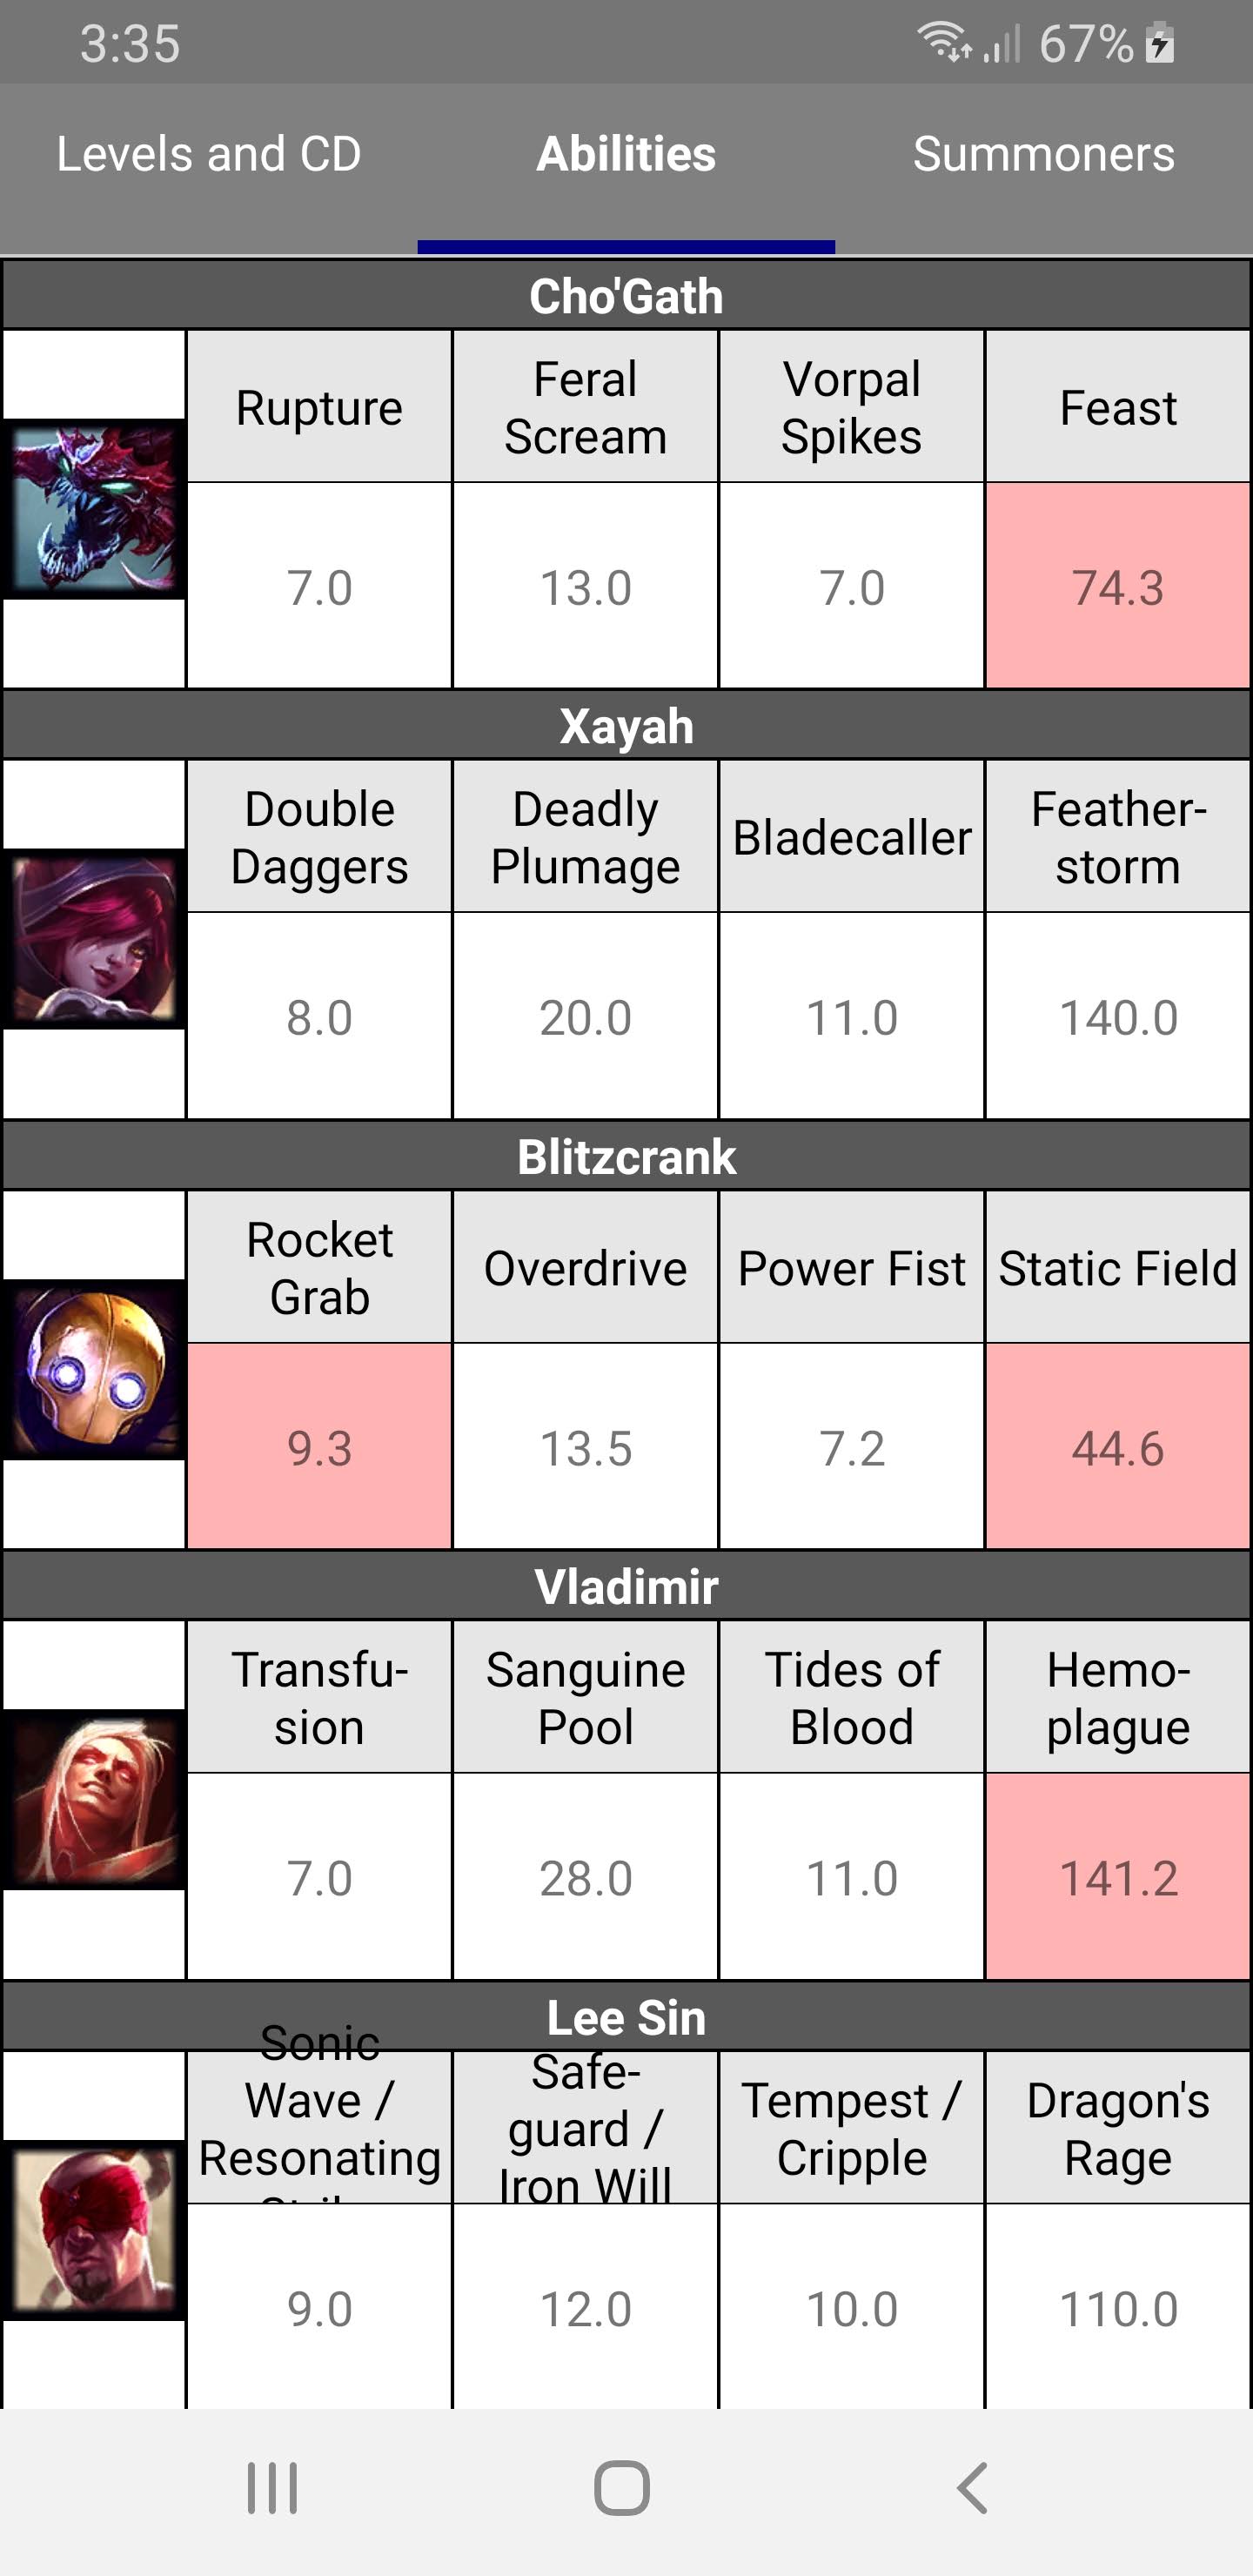 3:35 67%
Levels and CD Abilities Summoners
Cho'Gath
Rupture
Feral
Scream
Vorpal
Spikes
Feast
7.0 13.0 7.0 74.3
Xayah
Double
Daggers
Deadly
Plumage
Bladecaller
Feather-
storm
8.0 20.0 11.0 140.0
Blitzcrank
Rocket
Grab
Overdrive
Power Fist
Static Field
9.3 13.5 7.2 44.6
Vladimir
Transfu-
sion
Sanguine
Pool
Tides of
Blood
Hemo-
plague
7.0 28.0 11.0 141.2
Lee Sin
Sonic
Wave /
Resonating
Safe-
guard /
Iron Will
Tempest /
Cripple
Dragon's
Rage
9.0 12.0 10.0 110.0